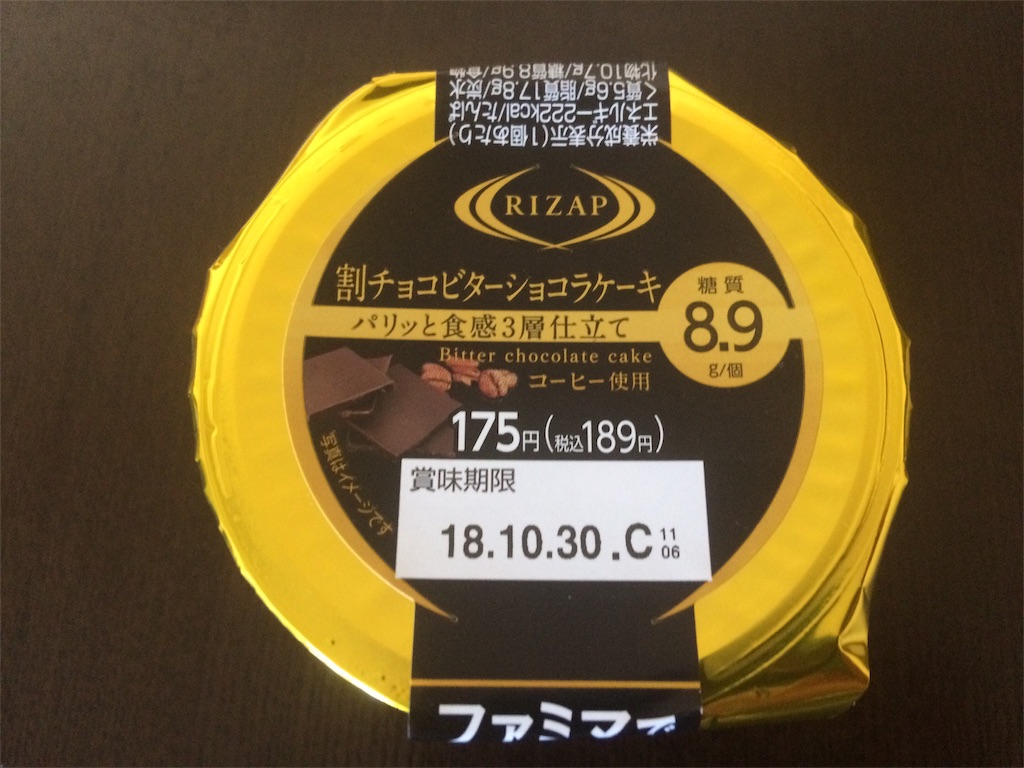 栄養成分表示(1個あたり)
エネルギー222kcal/たんぱ
く質5.6g/脂質17.8g/炭水
化物10.7g/糖質8.9g/食物
RIZAP
割チョコビターショコラケーキ
パリッと食感3層仕立て
Bitter chocolate cake
コーヒー使用
糖質
8.9
g/個
175円(税込189円)
写真はイメージです
賞味期限
18.10.30.C 11
06
ファミマで